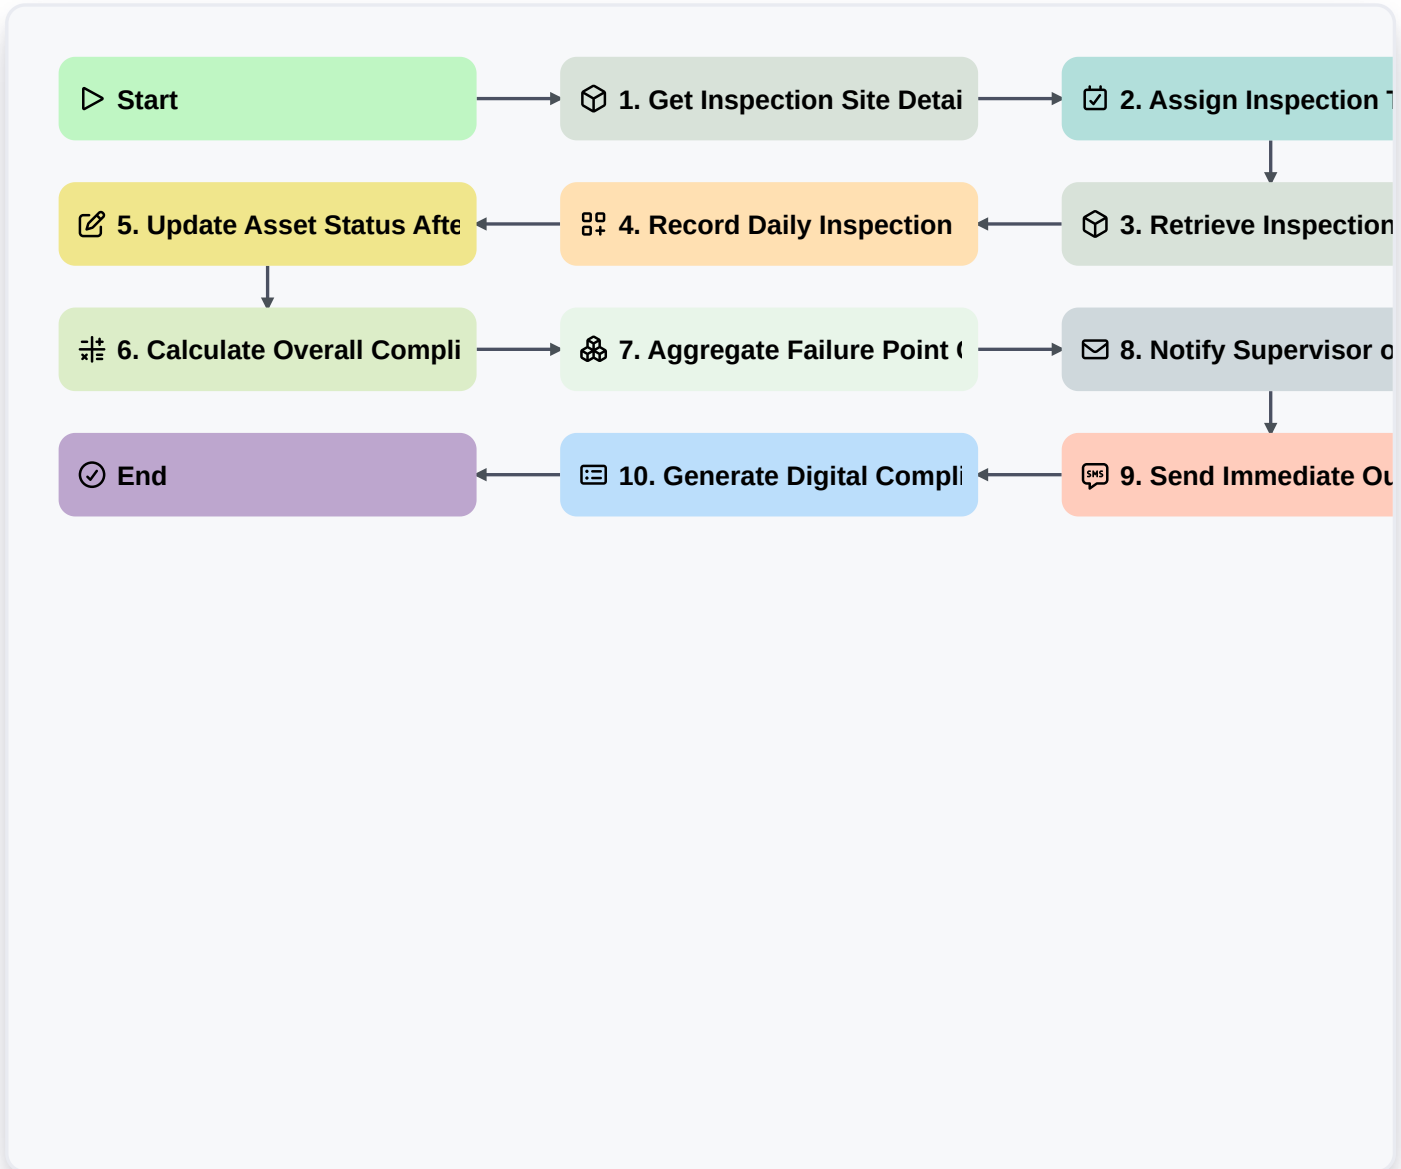 Start
1. Get Inspection Site Detai
2. Assign Inspection
5. Update Asset Status Afte
4. Record Daily Inspection
3. Retrieve Inspection
6. Calculate Overall Compli
7. Aggregate Failure Point
8. Notify Supervisor o
End
10. Generate Digital Compli
9. Send Immediate Ou
SMS